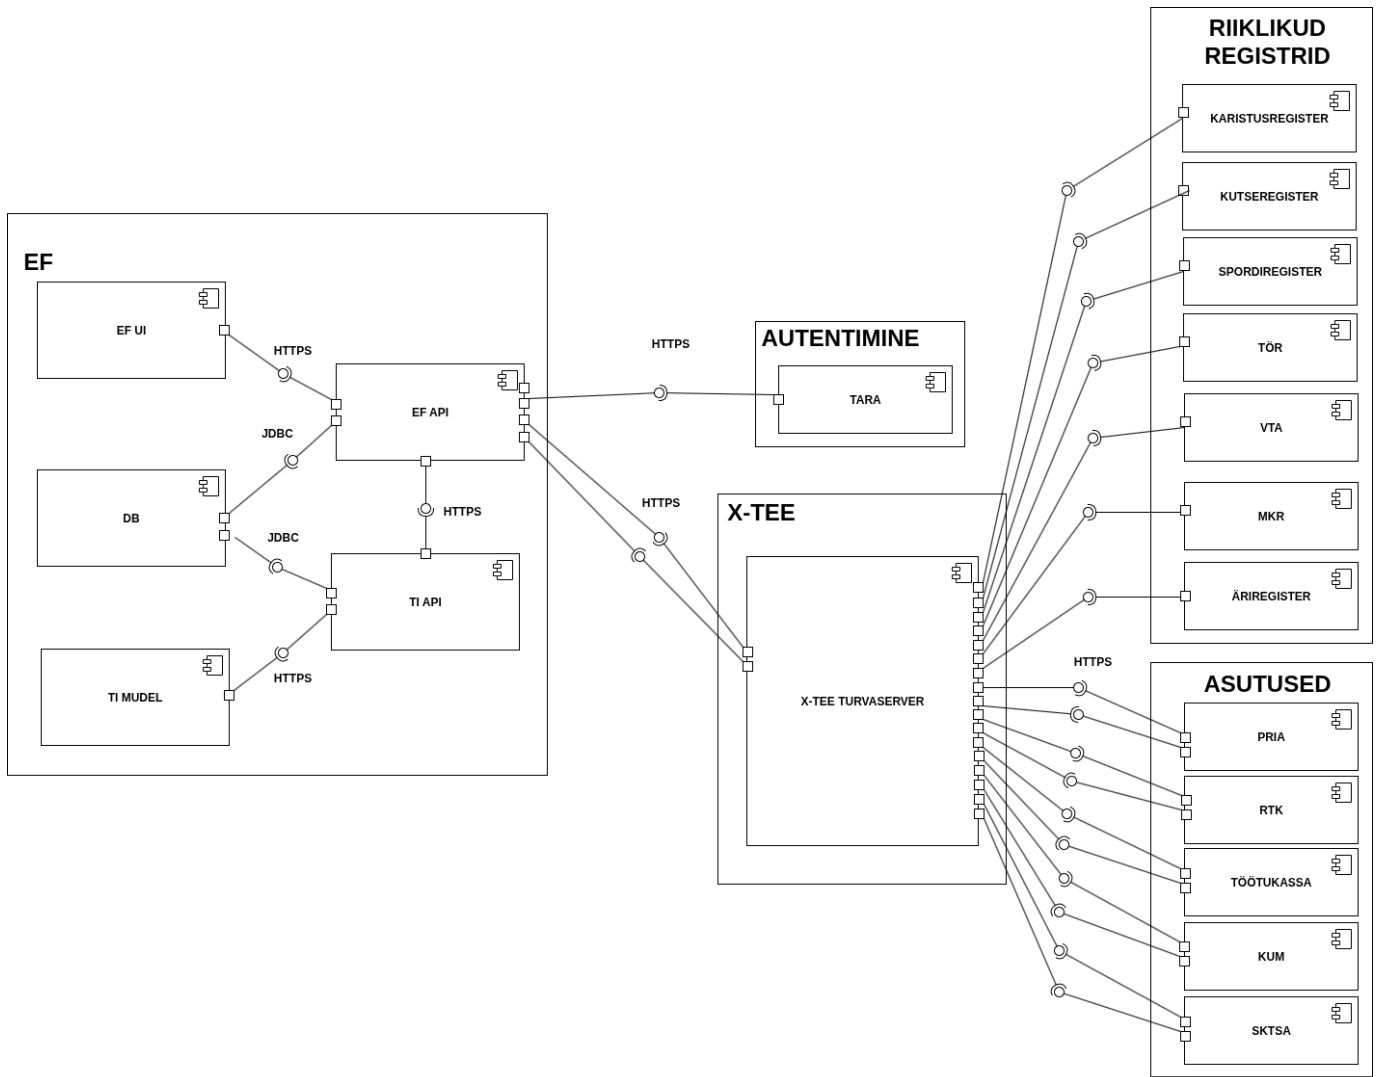 RIIKLIKUD
REGISTRID
KARISTUSREGISTER
KUTSEREGISTER
SPORDIREGISTER
TÖR
VTA
MKR
ÄRIREGISTER
EF
EF UI
HTTPS
EF API
JDBC
DB
HTTPS
JDBC
TI API
HTTPS
TI MUDEL
HTTPS
AUTENTIMINE
TARA
HTTPS
X-TEE
X-TEE TURVASERVER
HTTPS
ASUTUSED
PRIA
RTK
TÖÖTUKASSA
KUM
SKTSA